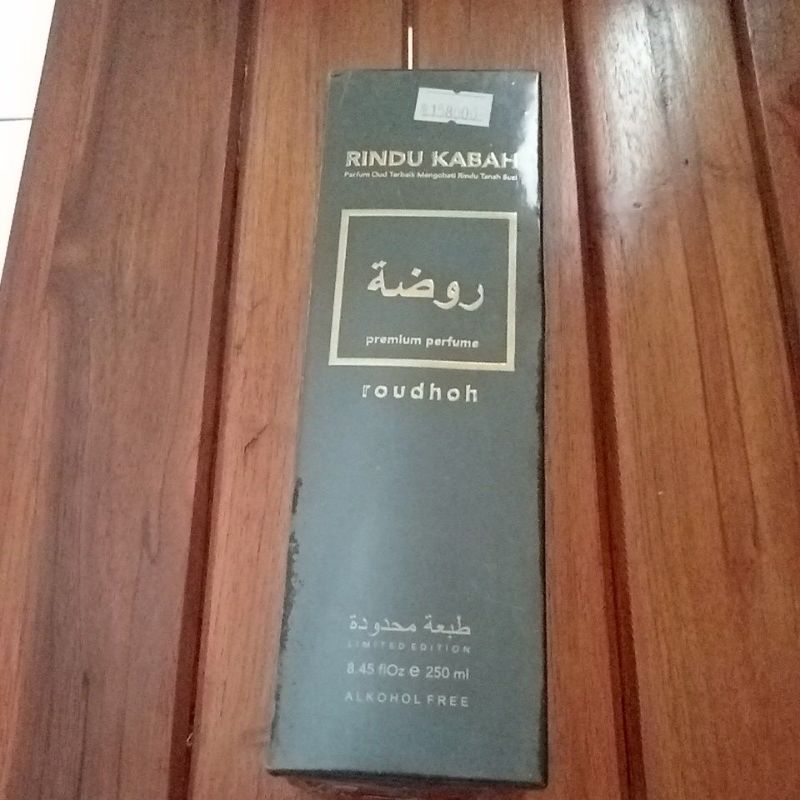 158000
RINDU KABAH
Parfum Oud Terbaik Mengobati Rindu Tanah Suci
روضة
premium perfume
roudhoh
طبعة محدودة
LIMITED EDITION
8.45 flOz e 250 ml
ALKOHOL FREE